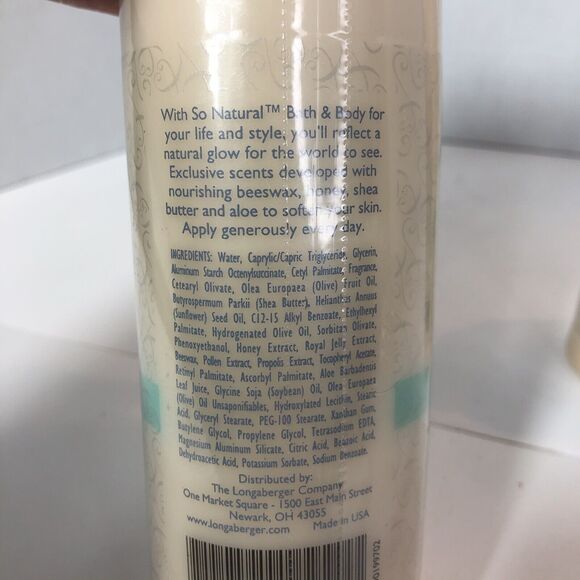 With So Natural™ Bath & Body for
your life and style, you'll reflect a
natural glow for the world to see.
Exclusive scents developed with
nourishing beeswax, honey, shea
butter and aloe to soften your skin.
Apply generously every day.
INGREDIENTS: Water, Caprylic/Capric Triglyceride, Glycerin,
Aluminum Starch Octenylsuccinate, Cetyl Palmitate, Fragrance,
Cetearyl Olivate, Olea Europaea (Olive) Fruit Oil,
Butyrospermum Parkii (Shea Butter), Helianthus Annuus
(Sunflower) Seed Oil, C12-15 Alkyl Benzoate, Ethylhexyl
Palmitate, Hydrogenated Olive Oil, Sorbitan Olivate,
Phenoxyethanol, Honey Extract, Royal Jelly Extract,
Beeswax, Pollen Extract, Propolis Extract, Tocopheryl Acetate,
Retinyl Palmitate, Ascorbyl Palmitate, Aloe Barbadensis
Leaf Juice, Glycine Soja (Soybean) Oil, Olea Europaea
(Olive) Oil Unsaponifiables, Hydroxylated Lecithin, Stearic
Acid, Glyceryl Stearate, PEG-100 Stearate, Xanthan Gum,
Butylene Glycol, Propylene Glycol, Tetrasodium EDTA,
Magnesium Aluminum Silicate, Citric Acid, Benzoic Acid,
Dehydroacetic Acid, Potassium Sorbate, Sodium Benzoate.
Distributed by:
The Longaberger Company
One Market Square - 1500 East Main Street
Newark, OH 43055
www.longaberger.com Made in USA